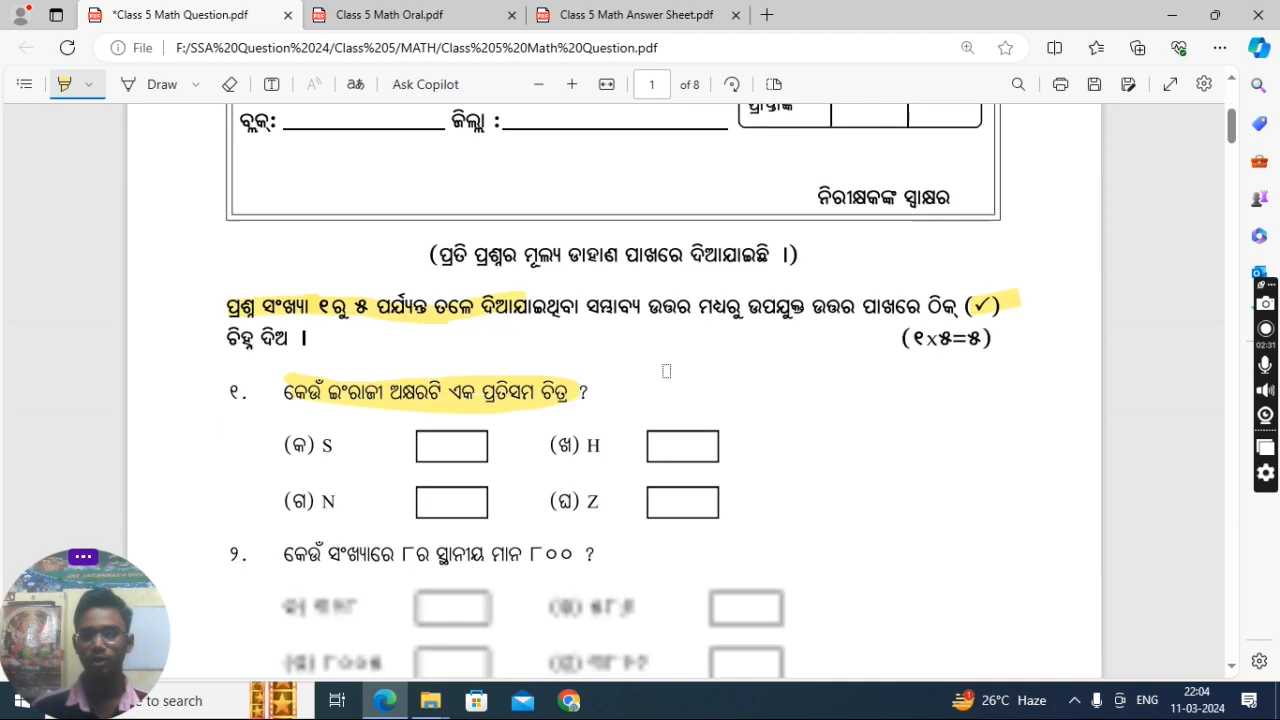 *Class 5 Math Question.pdf
Class 5 Math Oral.pdf
Class 5 Math Answer Sheet.pdf
File
F:/SSA%20Question%2024/Class%205/MATH/Class%205%20Math%20Question.pdf
Draw
Ask Copilot
1
of 8
ବ୍ଲକ୍: ____________ ଜିଲ୍ଲା : ____________
ପ୍ରାପ୍ତାଙ୍କ
ନିରୀକ୍ଷକଙ୍କ ସ୍ୱାକ୍ଷର
(ପ୍ରତି ପ୍ରଶ୍ନର ମୂଲ୍ୟ ଡାହାଣ ପାଖରେ ଦିଆଯାଇଛି ।)
ପ୍ରଶ୍ନ ସଂଖ୍ୟା ୧ରୁ ୫ ପର୍ଯ୍ୟନ୍ତ ତଳେ ଦିଆଯାଇଥିବା ସମ୍ଭାବ୍ୟ ଉତ୍ତର ମଧ୍ୟରୁ ଉପଯୁକ୍ତ ଉତ୍ତର ପାଖରେ ଠିକ୍ (✓)
ଚିହ୍ନ ଦିଅ ।
(୧x୫=୫)
୧. କେଉଁ ଇଂରାଜୀ ଅକ୍ଷରଟି ଏକ ପ୍ରତିସମ ଚିତ୍ର ?
(କ) S
(ଖ) H
(ଗ) N
(ଘ) Z
୨. କେଉଁ ସଂଖ୍ୟାରେ ୮ର ସ୍ଥାନୀୟ ମାନ ୮୦୦ ?
02:31
to search
26°C Haze
ENG
22:04
11-03-2024